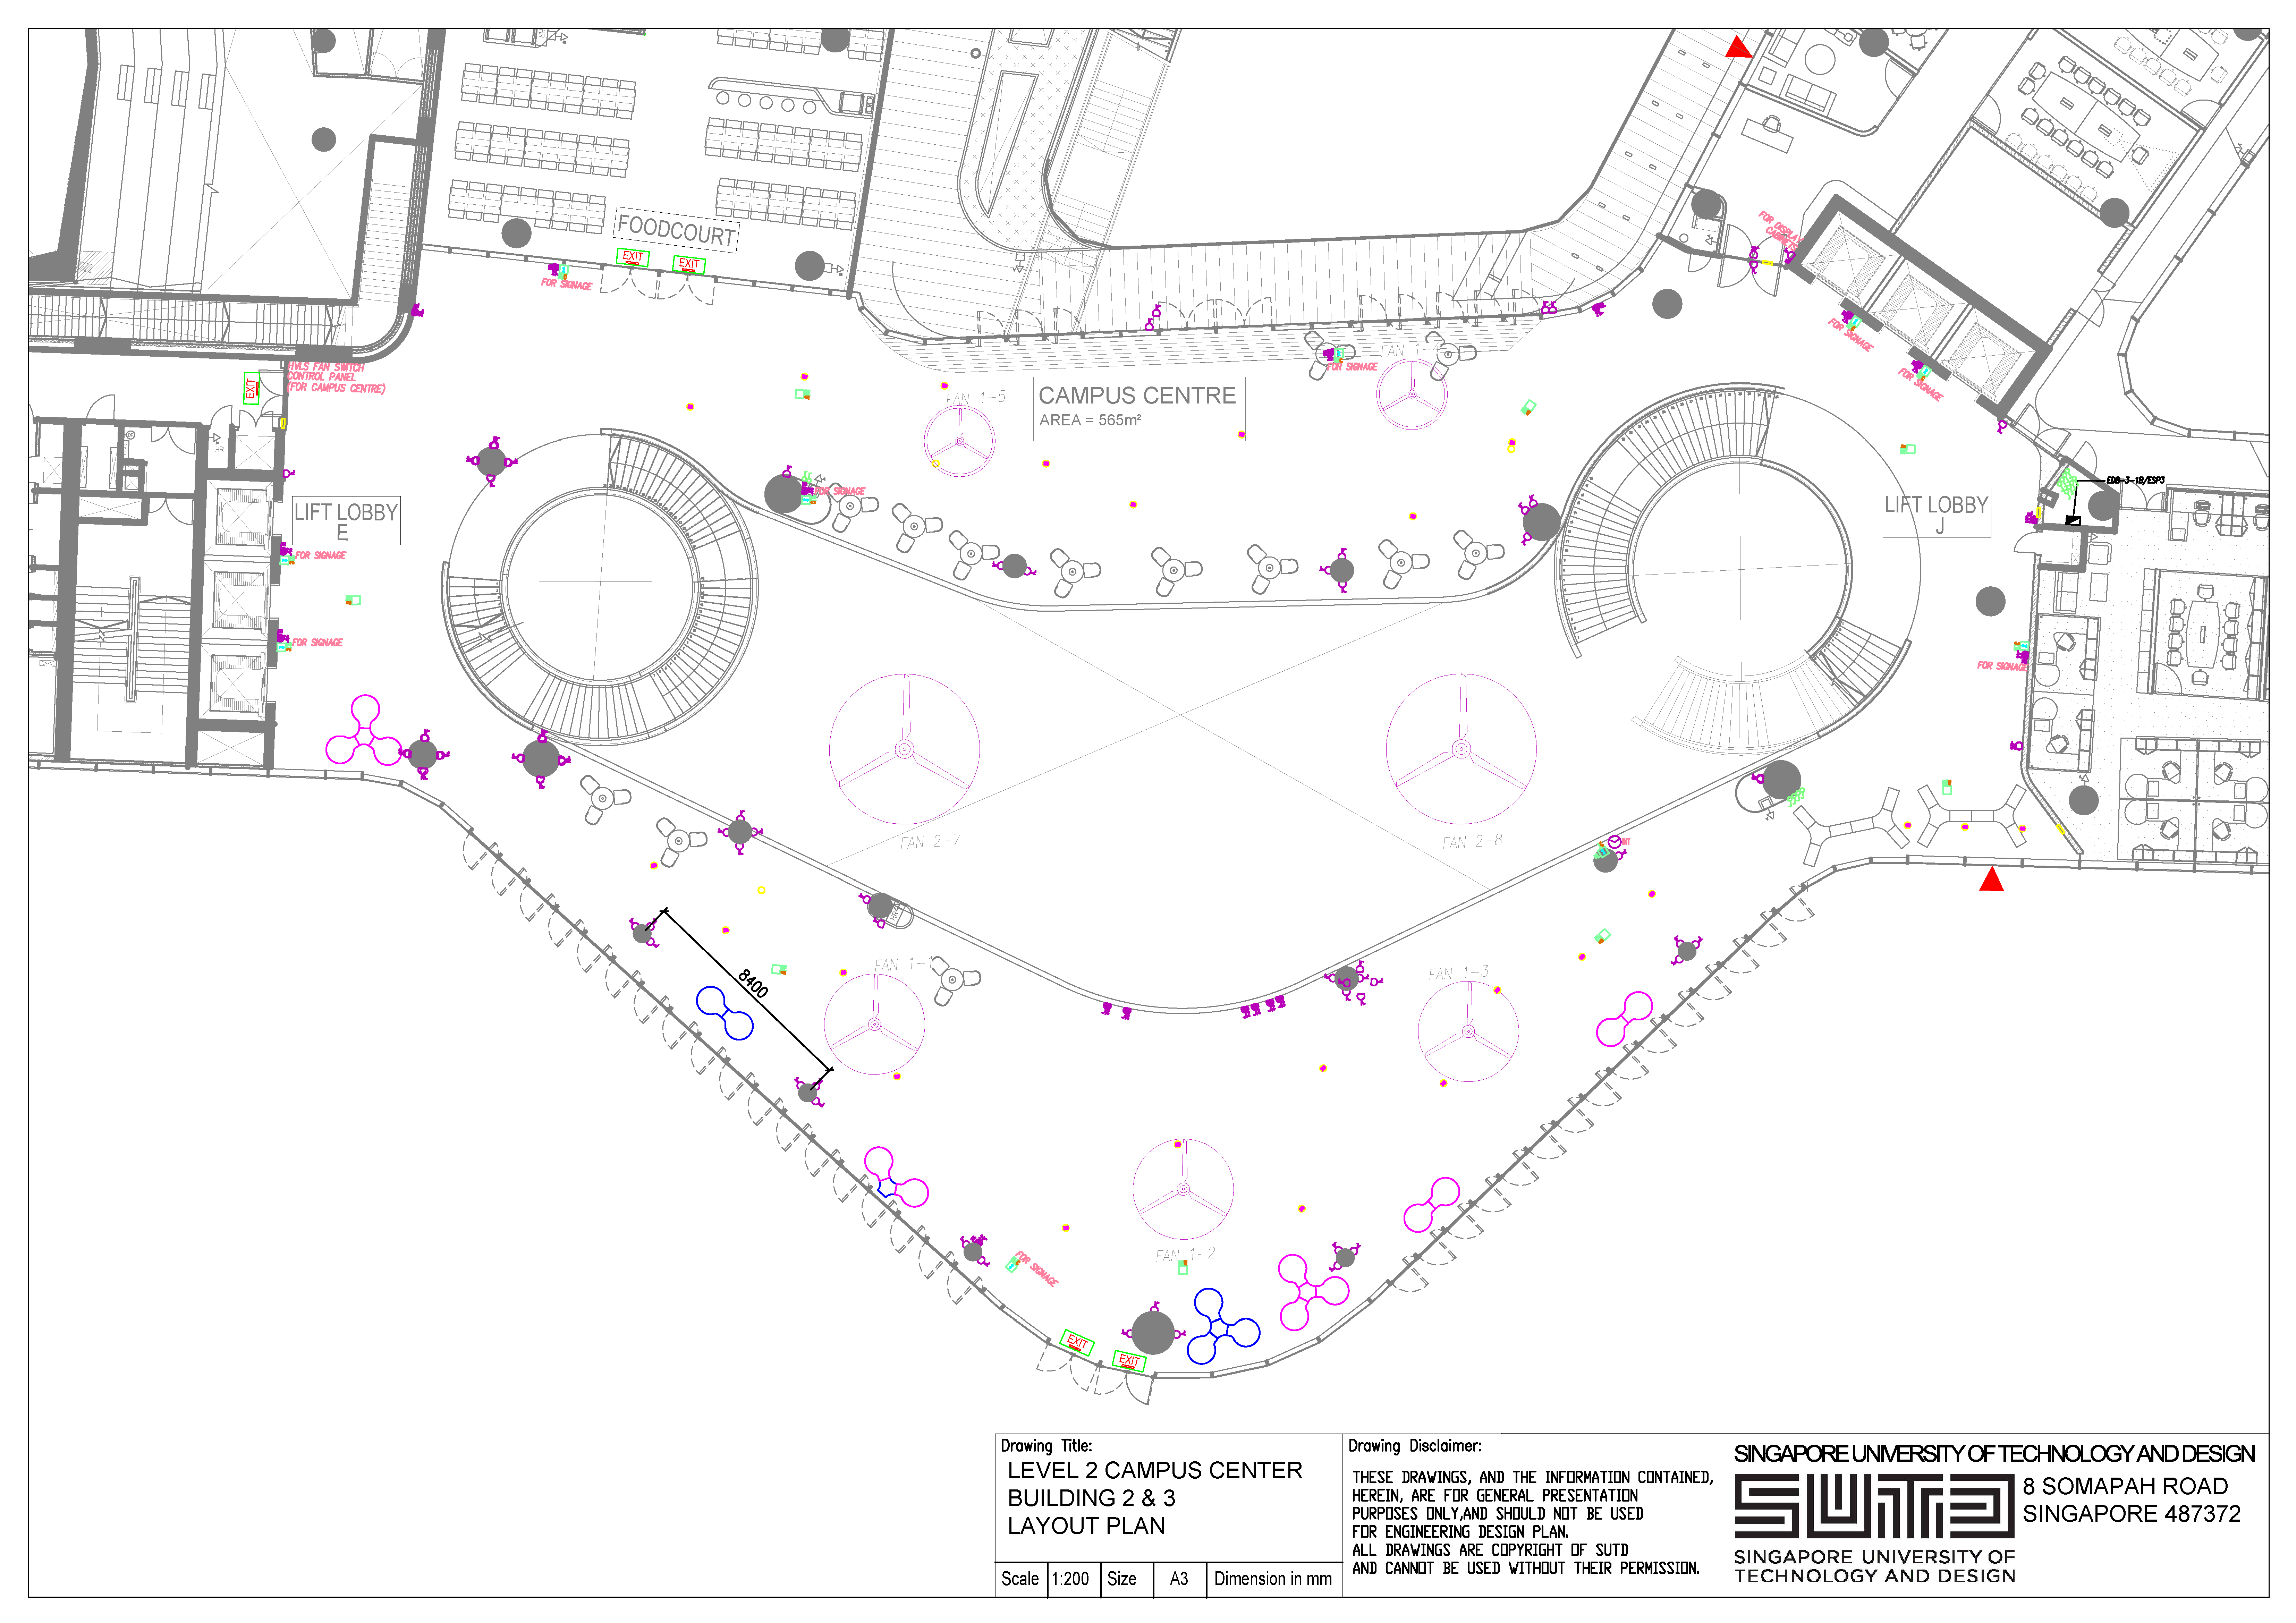 FOODCOURT
EXIT
EXIT
FOR SIGNAGE
HR
HVLS FAN SWITCH
CONTROL PANEL
(FOR CAMPUS CENTRE)
EXIT
HR
LIFT LOBBY
E
FOR SIGNAGE
FOR SIGNAGE
FOR SIGNAGE
FAN 1-5
CAMPUS CENTRE
AREA = 565m²
FAN 1-4
FOR SIGNAGE
FOR DISPLAY
CABINETS
FOR SIGNAGE
FOR SIGNAGE
EDB-3-1B/ESP3
LIFT LOBBY
J
FOR SIGNAGE
FAN 2-7
FAN 2-8
HR
FAN 1-1
8400
FAN 1-3
FAN 1-2
FOR SIGNAGE
EXIT
EXIT
Drawing Title:
LEVEL 2 CAMPUS CENTER
BUILDING 2 & 3
LAYOUT PLAN
Scale 1:200 Size A3 Dimension in mm
Drawing Disclaimer:
THESE DRAWINGS, AND THE INFORMATION CONTAINED,
HEREIN, ARE FOR GENERAL PRESENTATION
PURPOSES ONLY,AND SHOULD NOT BE USED
FOR ENGINEERING DESIGN PLAN.
ALL DRAWINGS ARE COPYRIGHT OF SUTD
AND CANNOT BE USED WITHOUT THEIR PERMISSION.
SINGAPORE UNIVERSITY OF TECHNOLOGY AND DESIGN
SUTD
8 SOMAPAH ROAD
SINGAPORE 487372
SINGAPORE UNIVERSITY OF
TECHNOLOGY AND DESIGN